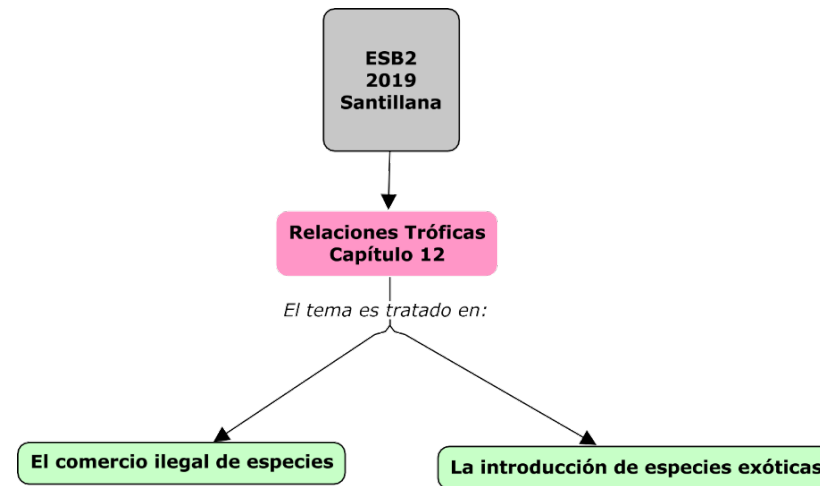 ESB2
2019
Santillana
Relaciones Tróficas
Capítulo 12
El tema es tratado en:
El comercio ilegal de especies
La introducción de especies exóticas